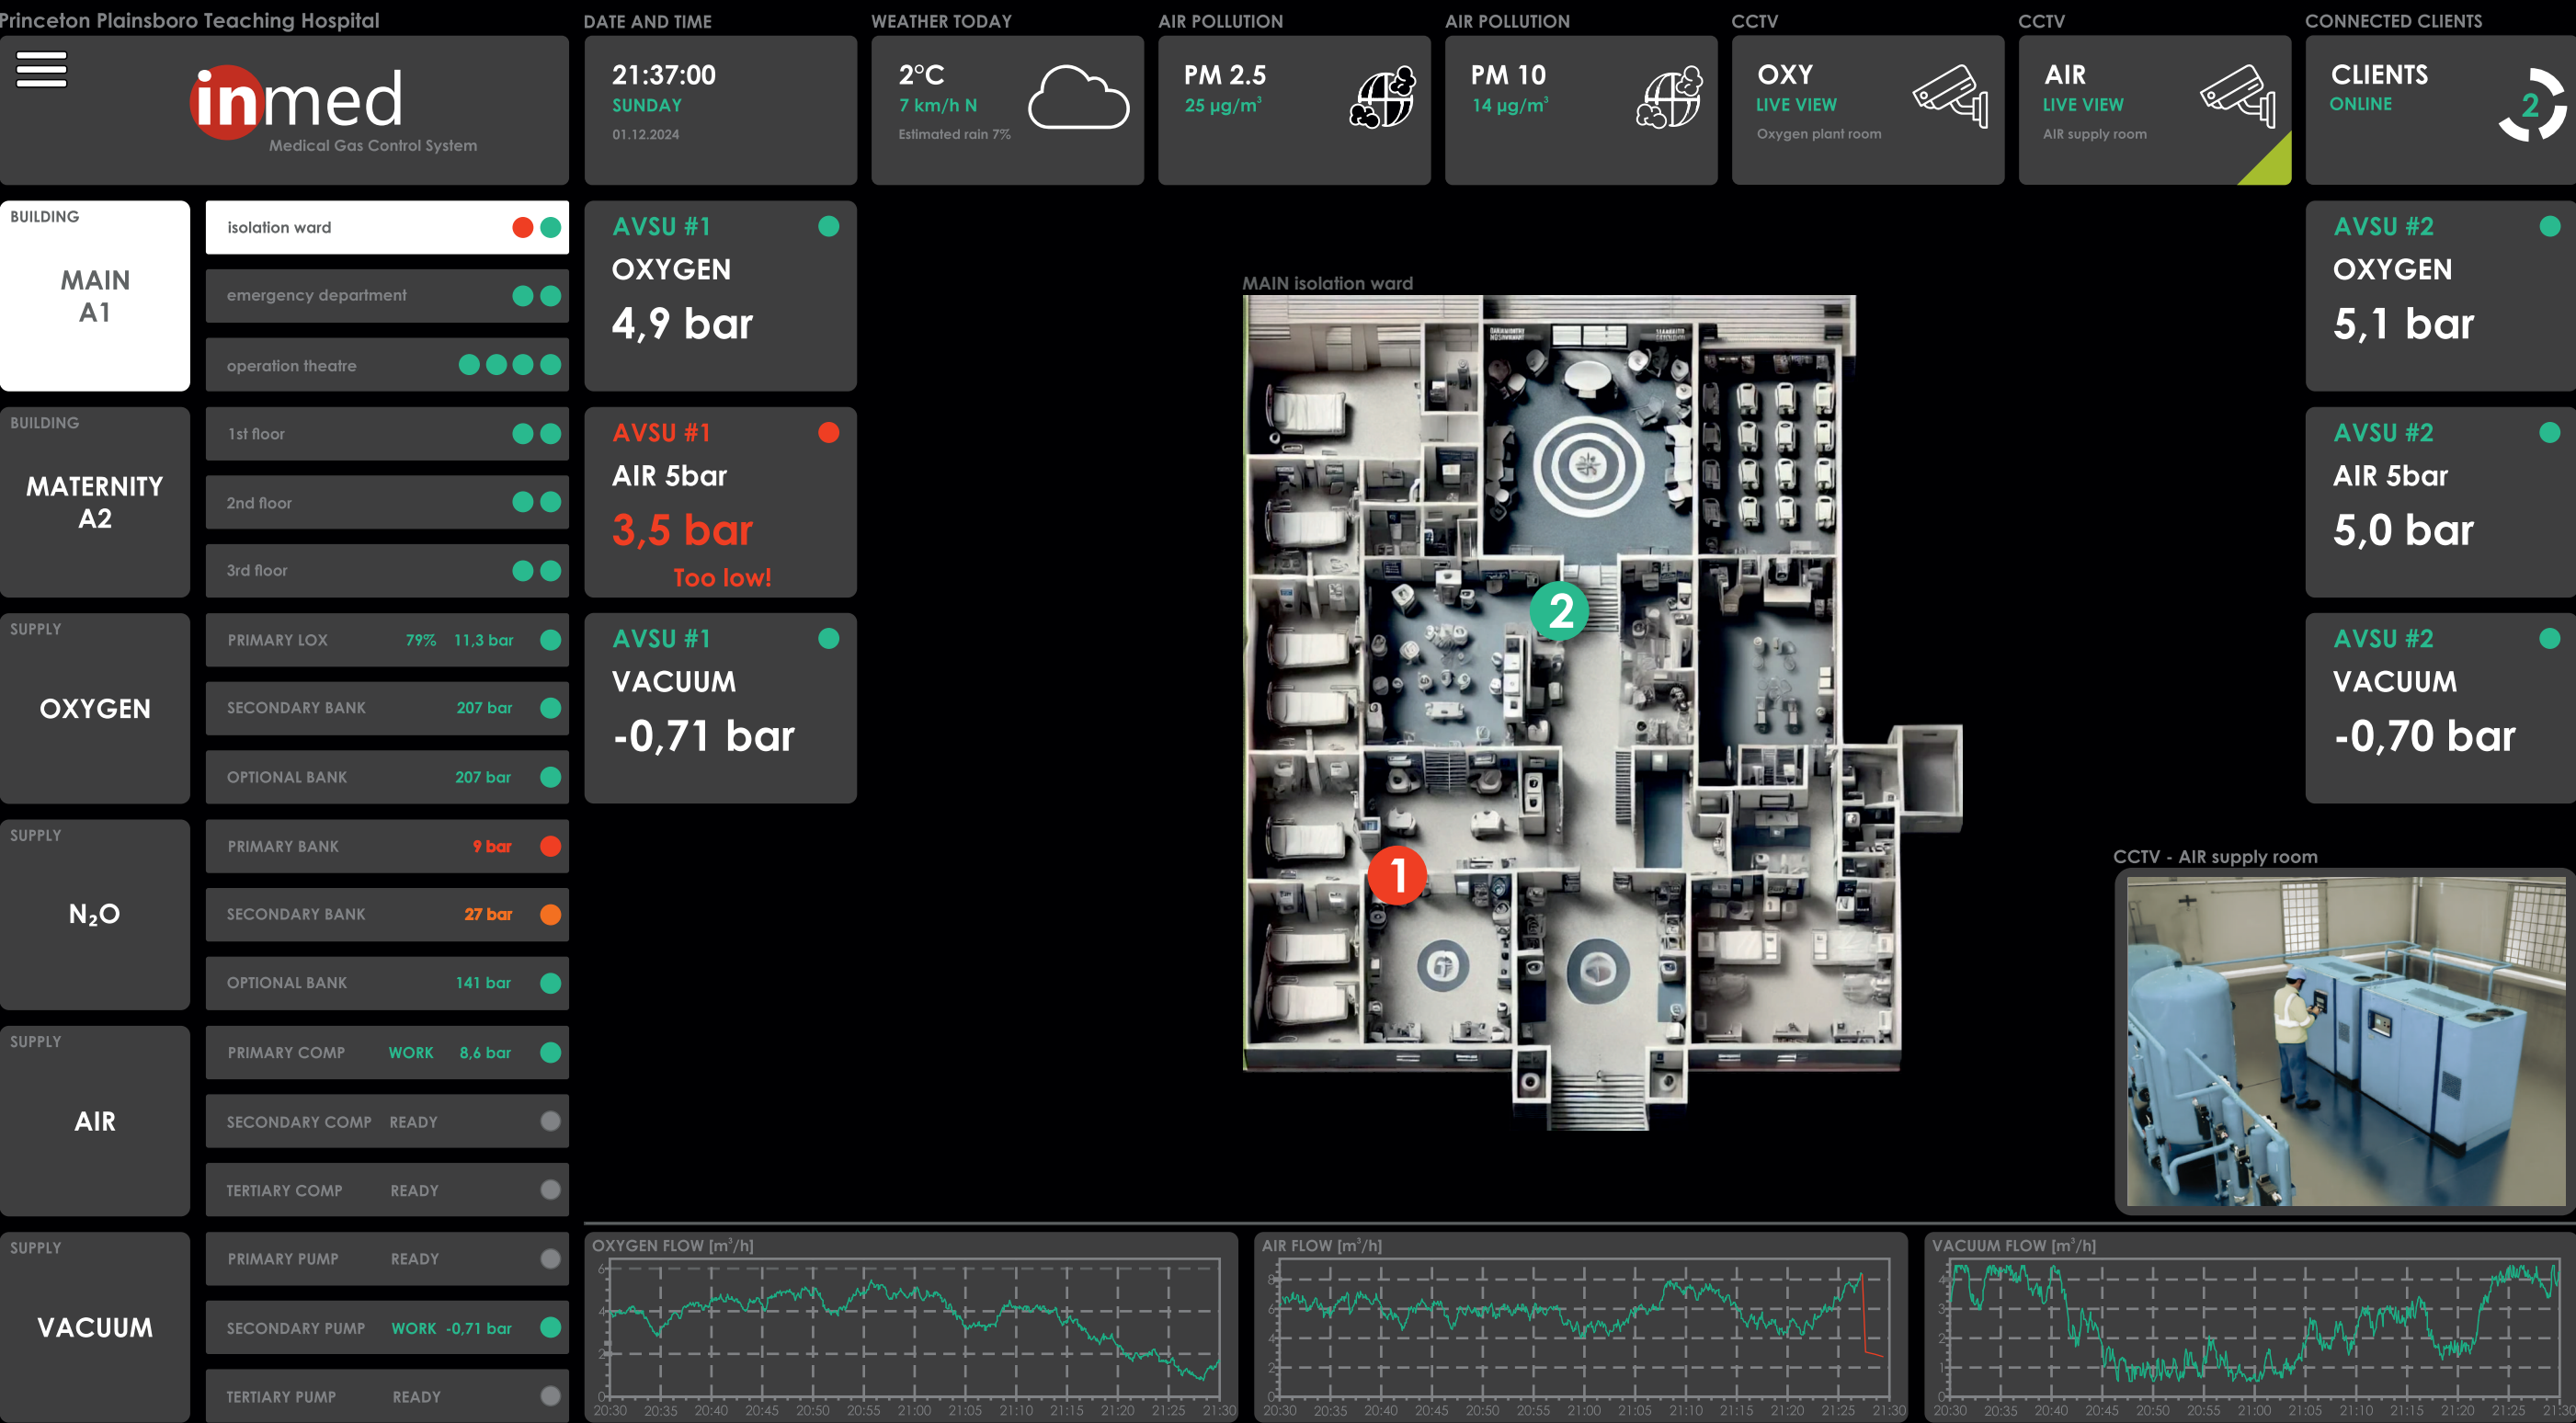 Princeton Plainsboro Teaching Hospital
inmed
Medical Gas Control System
DATE AND TIME
21:37:00
SUNDAY
01.12.2024
WEATHER TODAY
2°C
7 km/h N
Estimated rain 7%
AIR POLLUTION
PM 2.5
25 µg/m³
AIR POLLUTION
PM 10
14 µg/m³
CCTV
OXY
LIVE VIEW
Oxygen plant room
CCTV
AIR
LIVE VIEW
AIR supply room
CONNECTED CLIENTS
CLIENTS
ONLINE
2
BUILDING
MAIN
A1
isolation ward
emergency department
operation theatre
BUILDING
MATERNITY
A2
1st floor
2nd floor
3rd floor
SUPPLY
OXYGEN
PRIMARY LOX 79% 11,3 bar
SECONDARY BANK 207 bar
OPTIONAL BANK 207 bar
SUPPLY
N₂O
PRIMARY BANK 9 bar
SECONDARY BANK 27 bar
OPTIONAL BANK 141 bar
SUPPLY
AIR
PRIMARY COMP WORK 8,6 bar
SECONDARY COMP READY
TERTIARY COMP READY
SUPPLY
VACUUM
PRIMARY PUMP READY
SECONDARY PUMP WORK -0,71 bar
TERTIARY PUMP READY
AVSU #1
OXYGEN
4,9 bar
AVSU #1
AIR 5bar
3,5 bar
Too low!
AVSU #1
VACUUM
-0,71 bar
MAIN isolation ward
2
1
AVSU #2
OXYGEN
5,1 bar
AVSU #2
AIR 5bar
5,0 bar
AVSU #2
VACUUM
-0,70 bar
CCTV - AIR supply room
OXYGEN FLOW [m³/h]
6
4
2
0
20:30 20:35 20:40 20:45 20:50 20:55 21:00 21:05 21:10 21:15 21:20 21:25 21:30
AIR FLOW [m³/h]
8
6
4
2
0
20:30 20:35 20:40 20:45 20:50 20:55 21:00 21:05 21:10 21:15 21:20 21:25 21:30
VACUUM FLOW [m³/h]
4
3
2
1
0
20:30 20:35 20:40 20:45 20:50 20:55 21:00 21:05 21:10 21:15 21:20 21:25 21:30